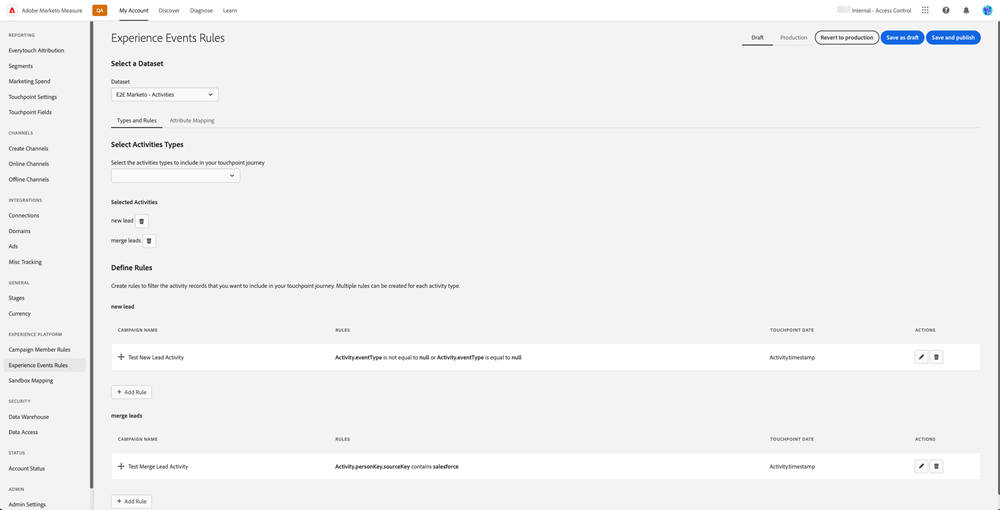 Adobe Marketo Measure QA My Account Discover Diagnose Learn Internal - Access Control
REPORTING
Everytouch Attribution
Segments
Marketing Spend
Touchpoint Settings
Touchpoint Fields
CHANNELS
Create Channels
Online Channels
Offline Channels
INTEGRATIONS
Connections
Domains
Ads
Misc Tracking
GENERAL
Stages
Currency
EXPERIENCE PLATFORM
Campaign Member Rules
Experience Events Rules
Sandbox Mapping
SECURITY
Data Warehouse
Data Access
STATUS
Account Status
ADMIN
Admin Settings
Experience Events Rules Draft Production Revert to production Save as draft Save and publish
Select a Dataset
Dataset
E2E Marketo - Activities
Types and Rules Attribute Mapping
Select Activities Types
Select the activities types to include in your touchpoint journey
Selected Activities
new lead
merge leads
Define Rules
Create rules to filter the activity records that you want to include in your touchpoint journey. Multiple rules can be created for each activity type.
new lead
CAMPAIGN NAME RULES TOUCHPOINT DATE ACTIONS
Test New Lead Activity Activity.eventType is not equal to null or Activity.eventType is equal to null Activity.timestamp
+ Add Rule
merge leads
CAMPAIGN NAME RULES TOUCHPOINT DATE ACTIONS
Test Merge Lead Activity Activity.personKey.sourceKey contains salesforce Activity.timestamp
+ Add Rule